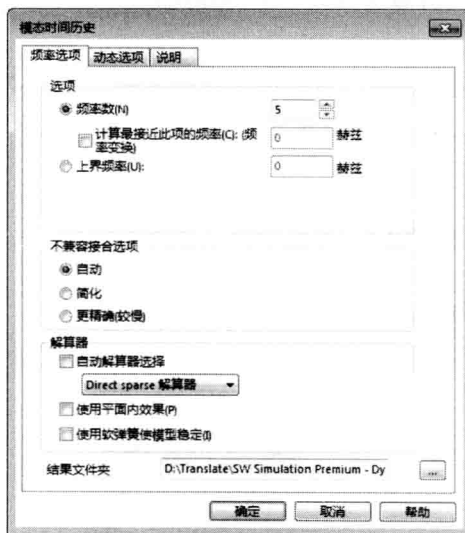 模态时间历史
频率选项 动态选项 说明
选项
频率数(N) 5
计算最接近此项的频率(C): (频 0 赫兹
率变换)
上界频率(U): 0 赫兹
不兼容接合选项
自动
简化
更精确(较慢)
解算器
自动解算器选择
Direct sparse 解算器
使用平面内效果(P)
使用软弹簧使模型稳定(I)
结果文件夹 D:\Translate\SW Simulation Premium - Dy ...
确定 取消 帮助